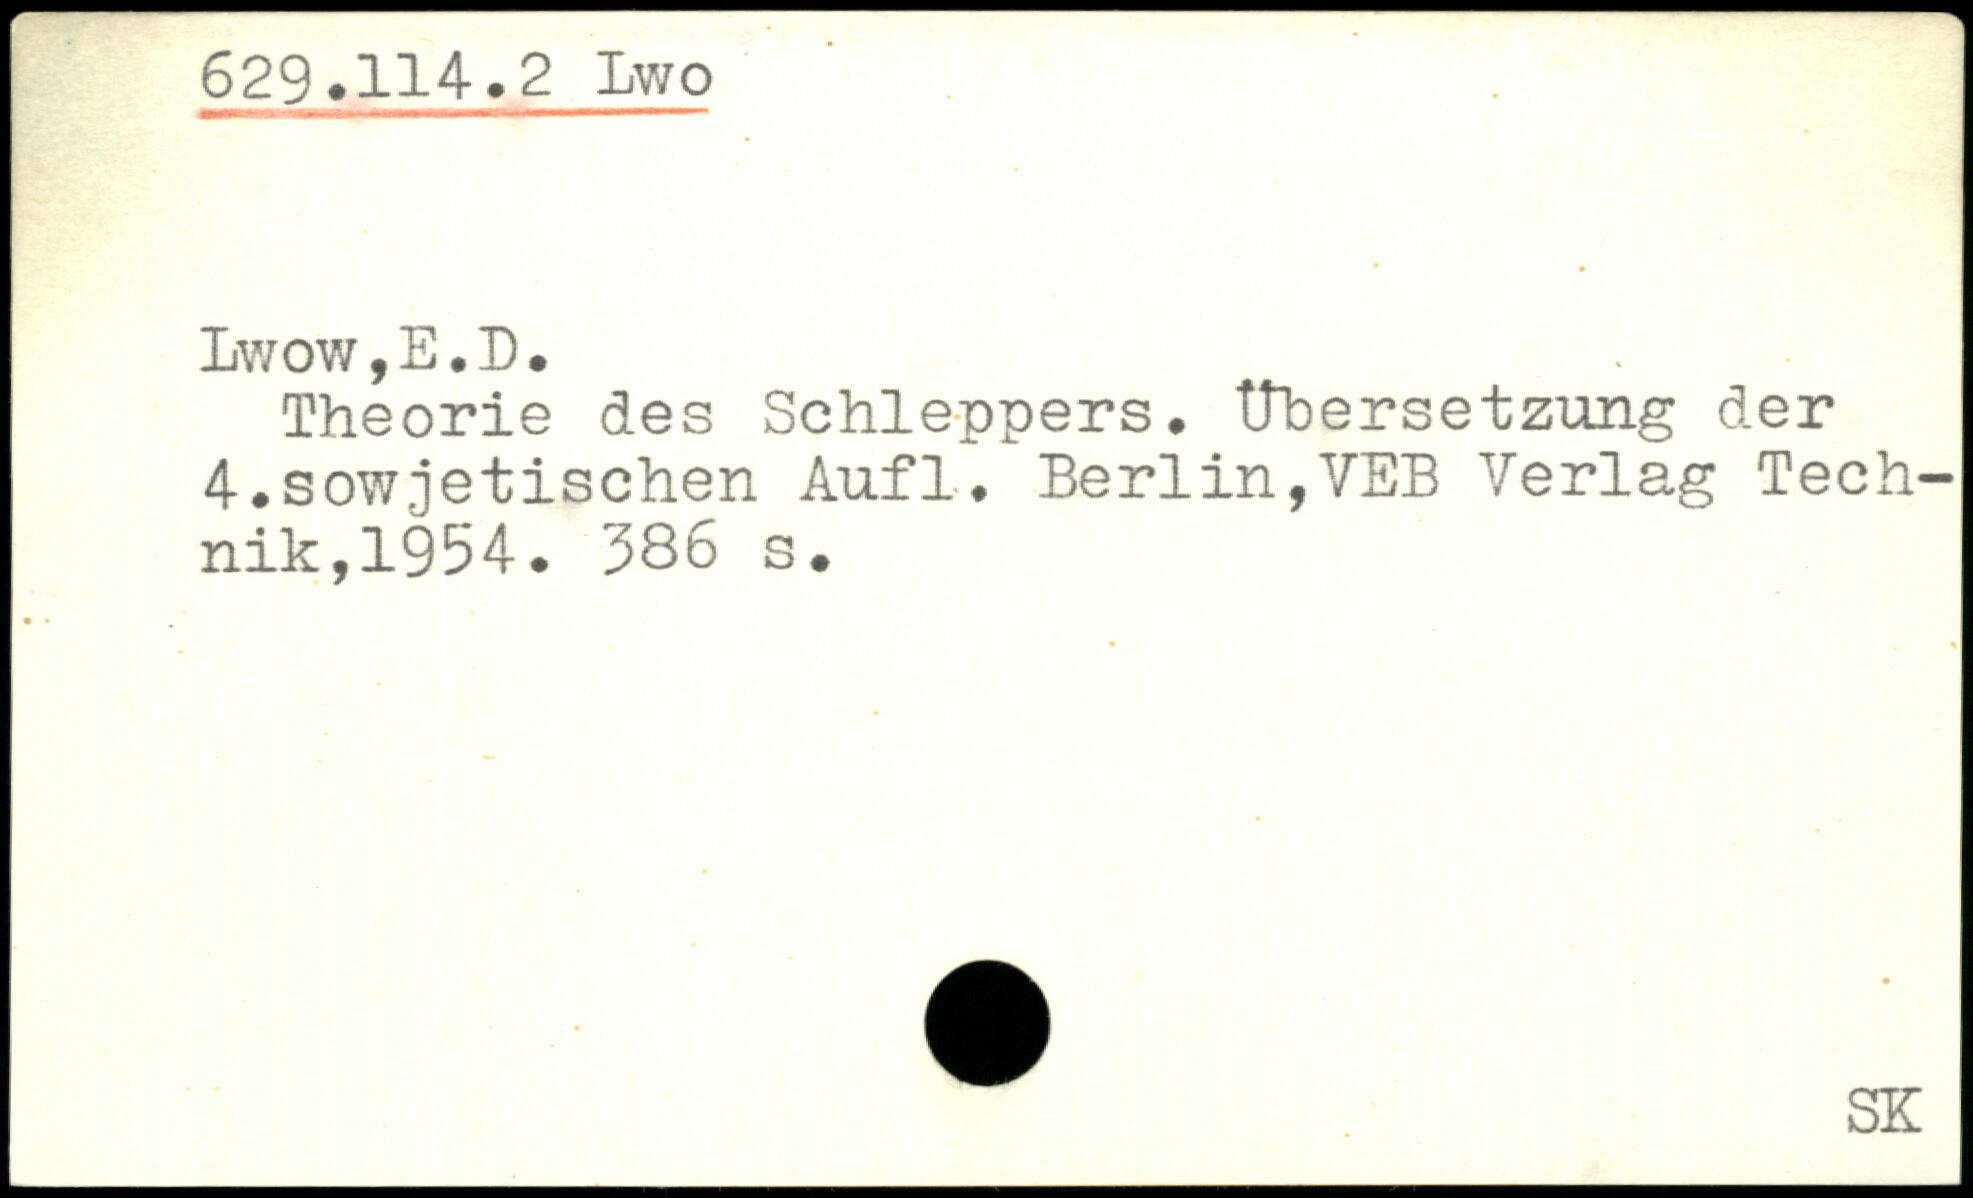 629.114.2 Lwo
Lwow,E.D.
Theorie des Schleppers. Übersetzung der
4.sowjetischen Aufl. Berlin,VEB Verlag Tech-
nik,1954. 386 s.
SK